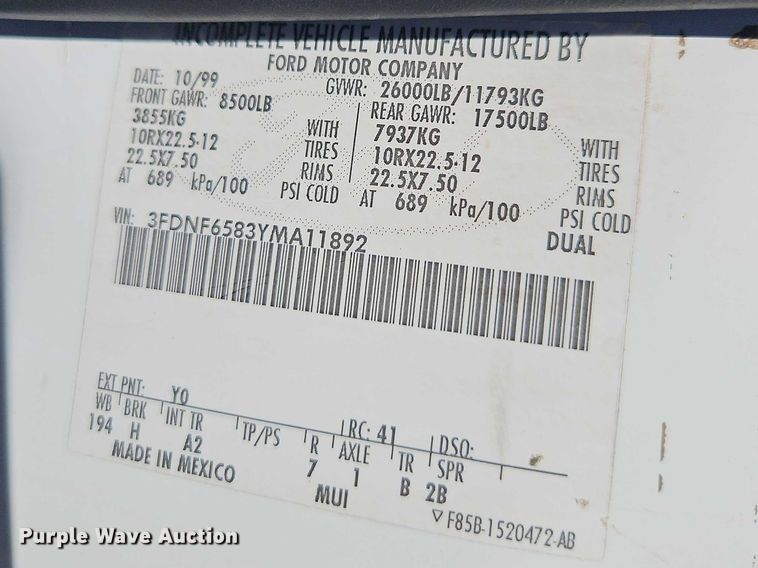 INCOMPLETE VEHICLE MANUFACTURED BY
FORD MOTOR COMPANY
DATE: 10/99 GVWR: 26000LB/11793KG
FRONT GAWR: 8500LB REAR GAWR: 17500LB
3855KG WITH 7937KG WITH
10RX22.5-12 TIRES 10RX22.5-12 TIRES
22.5X7.50 RIMS 22.5X7.50 RIMS
AT 689 kPa/100 PSI COLD AT 689 kPa/100 PSI COLD
DUAL
VIN: 3FDNF6583YMA11892
EXT PNT: Y0
RC: 41 DSO:
WB BRK INT TR TP/PS R AXLE TR SPR
194 H A2 7 1 B 2B
MADE IN MEXICO MUI
▽ F85B-1520472-AB
Purple Wave Auction